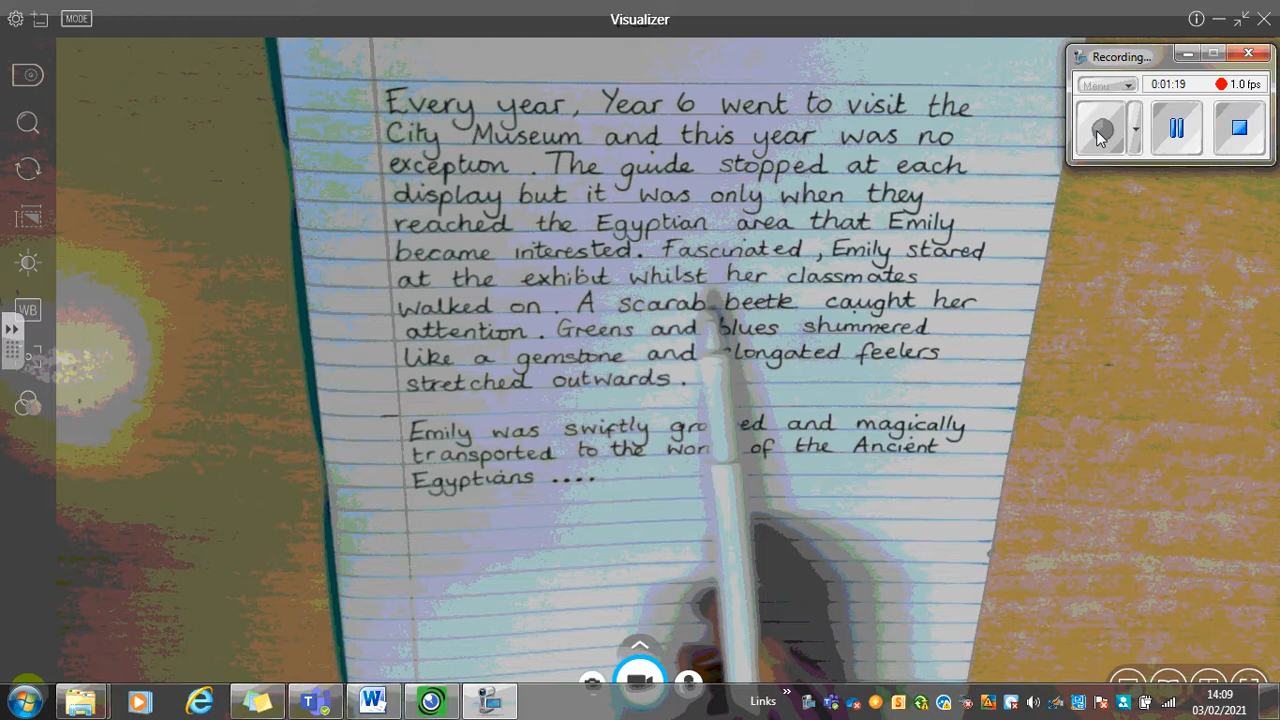 MODE
Visualizer
Recording...
Menu
0:01:19
1.0 fps
WB
Every year, Year 6 went to visit the
City Museum and this year was no
exception. The guide stopped at each
display but it was only when they
reached the Egyptian area that Emily
became interested. Fascinated, Emily stared
at the exhibit whilst her classmates
walked on. A scarab beetle caught her
attention. Greens and blues shimmered
like a gemstone and elongated feelers
stretched outwards.
Emily was swiftly and magically
transported to the of the Ancient
Egyptians ....
Links
14:09
03/02/2021